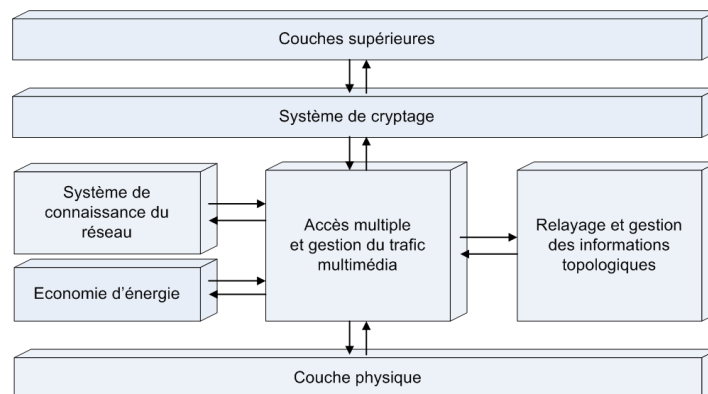 Couches supérieures
Système de cryptage
Système de
connaissance du
réseau
Economie d'énergie
Accès multiple
et gestion du trafic
multimédia
Relayage et gestion
des informations
topologiques
Couche physique